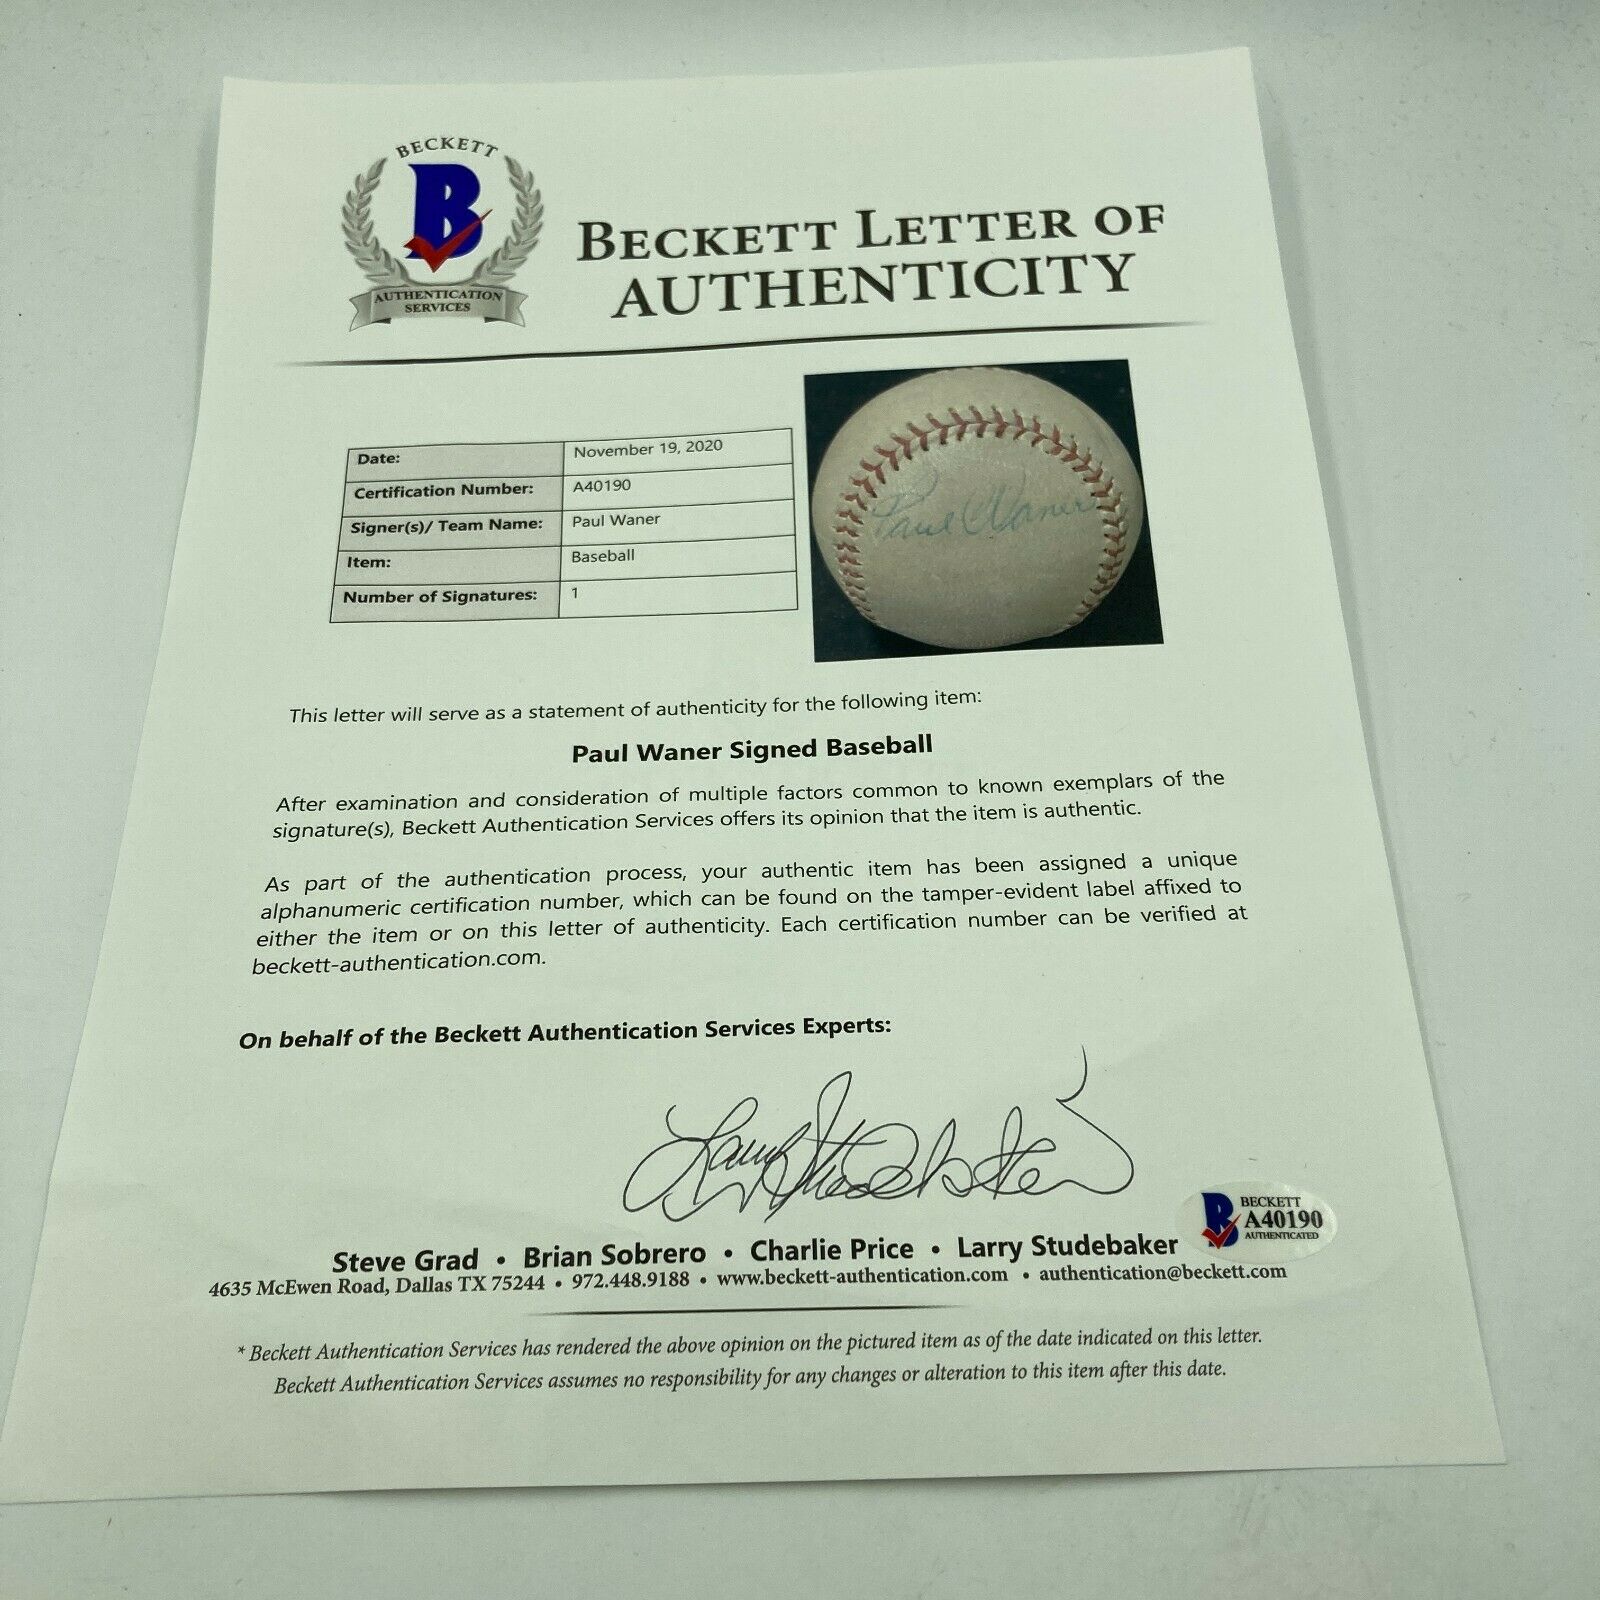 BECKETT
B
AUTHENTICATION
SERVICES
BECKETT LETTER OF
AUTHENTICITY
Date: November 19, 2020
Certification Number: A40190
Signer(s)/ Team Name: Paul Waner
Item: Baseball
Number of Signatures: 1
Paul Waner
This letter will serve as a statement of authenticity for the following item:
Paul Waner Signed Baseball
After examination and consideration of multiple factors common to known exemplars of the
signature(s), Beckett Authentication Services offers its opinion that the item is authentic.
As part of the authentication process, your authentic item has been assigned a unique
alphanumeric certification number, which can be found on the tamper-evident label affixed to
either the item or on this letter of authenticity. Each certification number can be verified at
beckett-authentication.com.
On behalf of the Beckett Authentication Services Experts:
Steve Grad • Brian Sobrero • Charlie Price • Larry Studebaker
4635 McEwen Road, Dallas TX 75244 • 972.448.9188 • www.beckett-authentication.com • authentication@beckett.com
B
BECKETT
A40190
AUTHENTICATED
* Beckett Authentication Services has rendered the above opinion on the pictured item as of the date indicated on this letter.
Beckett Authentication Services assumes no responsibility for any changes or alteration to this item after this date.